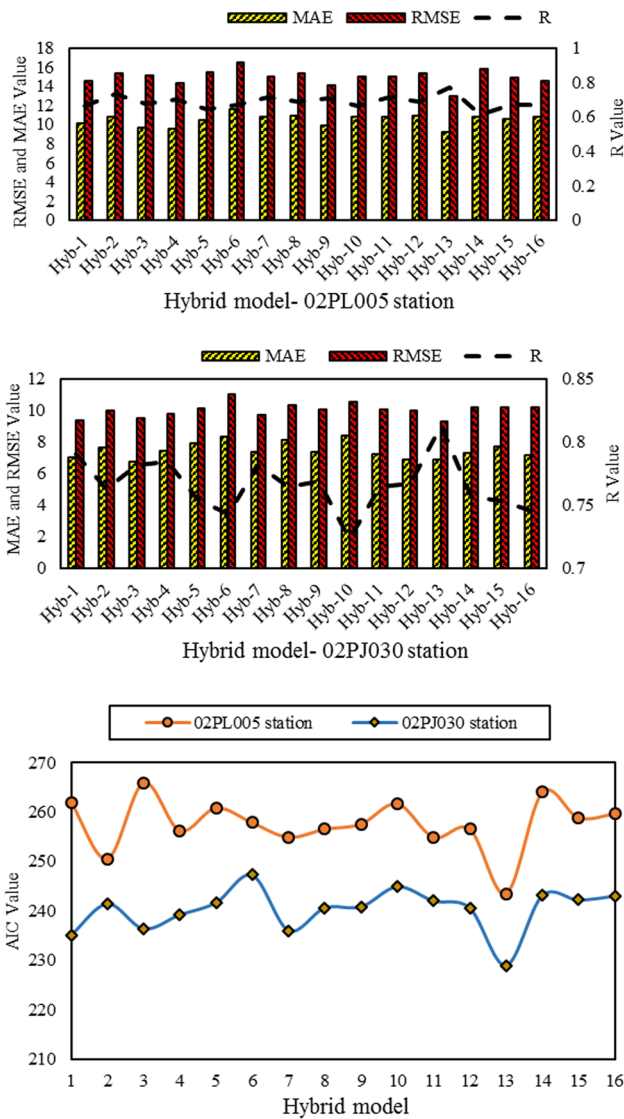 MAE RMSE R
RMSE and MAE Value
18
16
14
12
10
8
6
4
2
0
1
0.8
0.6
0.4
0.2
0
R Value
Hyb-1 Hyb-2 Hyb-3 Hyb-4 Hyb-5 Hyb-6 Hyb-7 Hyb-8 Hyb-9 Hyb-10 Hyb-11 Hyb-12 Hyb-13 Hyb-14 Hyb-15 Hyb-16
Hybrid model- 02PL005 station
MAE RMSE R
MAE and RMSE Value
12
10
8
6
4
2
0
0.85
0.8
0.75
0.7
R Value
Hyb-1 Hyb-2 Hyb-3 Hyb-4 Hyb-5 Hyb-6 Hyb-7 Hyb-8 Hyb-9 Hyb-10 Hyb-11 Hyb-12 Hyb-13 Hyb-14 Hyb-15 Hyb-16
Hybrid model- 02PJ030 station
02PL005 station 02PJ030 station
AIC Value
270
260
250
240
230
220
210
1 2 3 4 5 6 7 8 9 10 11 12 13 14 15 16
Hybrid model